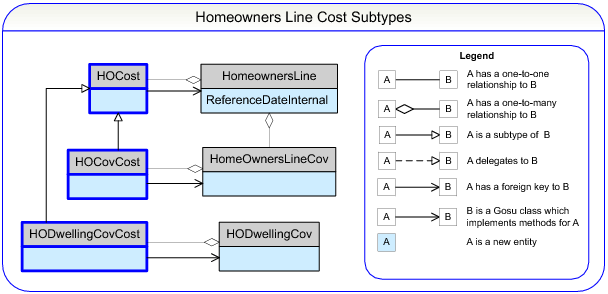 Homeowners Line Cost Subtypes
HOCost
HomeownersLine
ReferenceDateInternal
HOCovCost
HomeOwnersLineCov
HODwellingCovCost
HODwellingCov
Legend
A
B
A has a one-to-one
relationship to B
A
B
A has a one-to-many
relationship to B
A
B
A is a subtype of B
A
B
A delegates to B
A
B
A has a foreign key to B
A
B
B is a Gosu class which
implements methods for A
A
A is a new entity